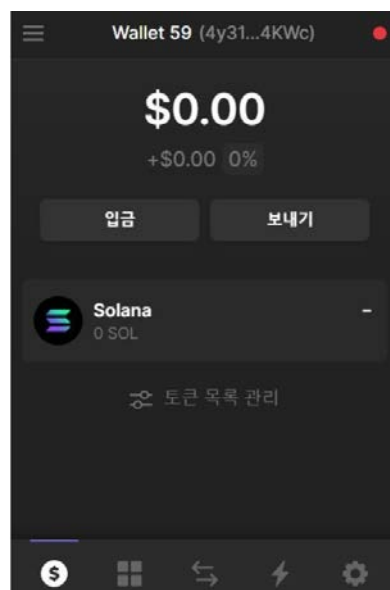 Wallet 59 (4y31...4KWc)
$0.00
+$0.00 0%
입금 보내기
Solana –
0 SOL
토큰 목록 관리